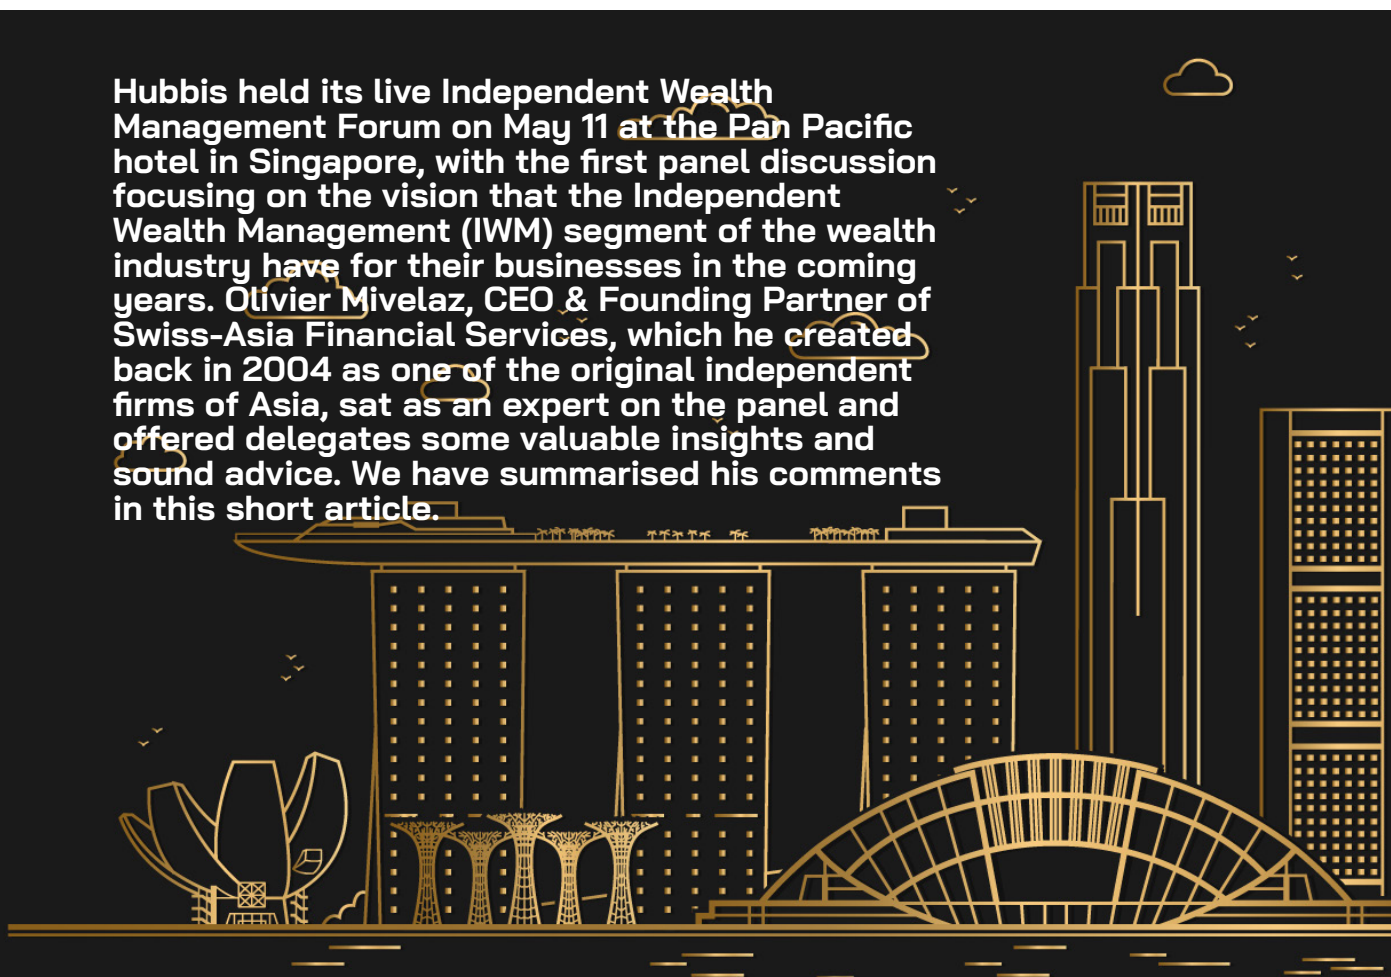 Hubbis held its live Independent Wealth
Management Forum on May 11 at the Pan Pacific
hotel in Singapore, with the first panel discussion
focusing on the vision that the Independent
Wealth Management (IWM) segment of the wealth
industry have for their businesses in the coming
years. Olivier Mivelaz, CEO & Founding Partner of
Swiss-Asia Financial Services, which he created
back in 2004 as one of the original independent
firms of Asia, sat as an expert on the panel and
offered delegates some valuable insights and
sound advice. We have summarised his comments
in this short article.